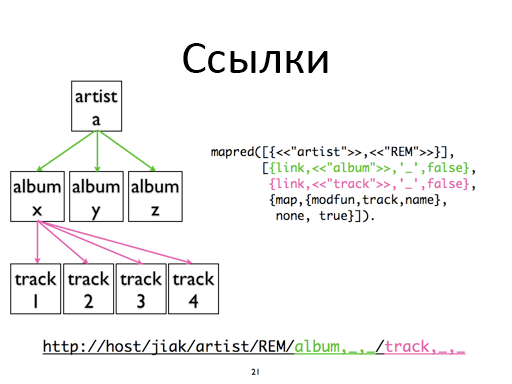 Ссылки
artist
a
album
x
album
y
album
z
track
1
track
2
track
3
track
4
mapred([{<<"artist">>,<<"REM">>}],
[{link,<<"album">>,'_',false},
{link,<<"track">>,'_',false},
{map,{modfun,track,name},
none, true}]).
http://host/jiak/artist/REM/album,_,_/track,_,_
21